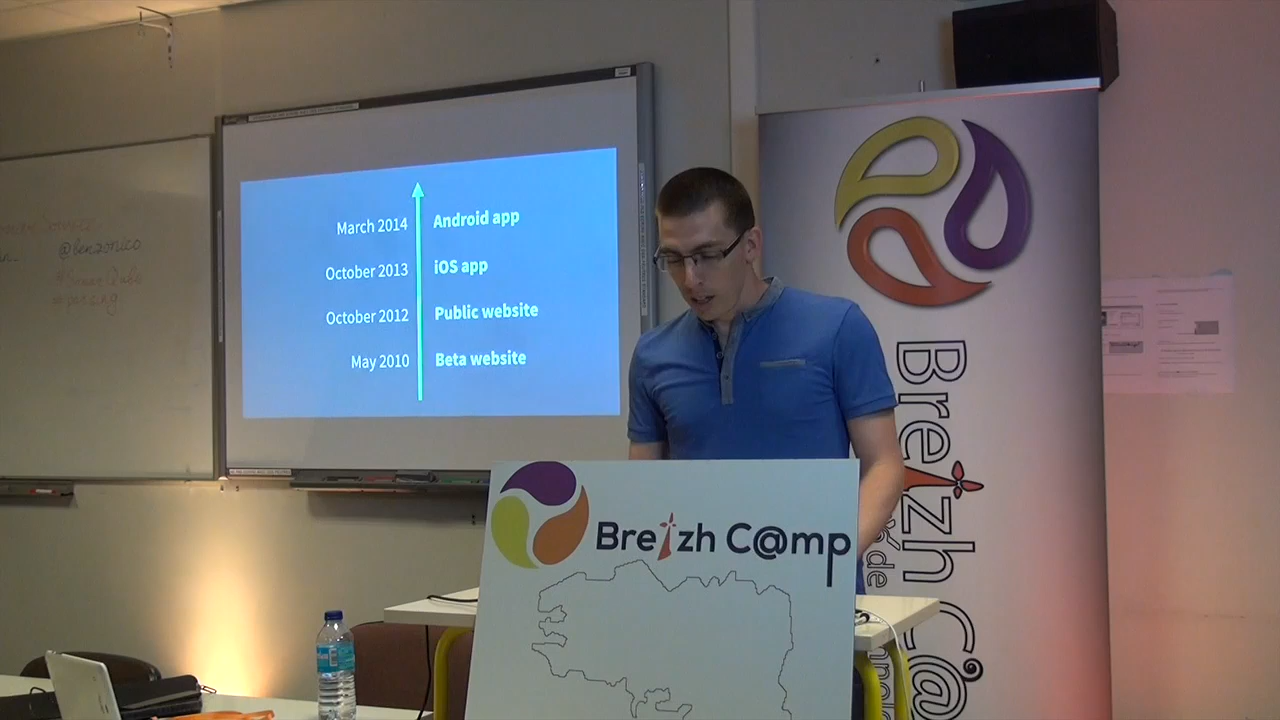 March 2014 Android app
October 2013 iOS app
October 2012 Public website
May 2010 Beta website
@benzonico
Breizh C@mp
Breizh C@